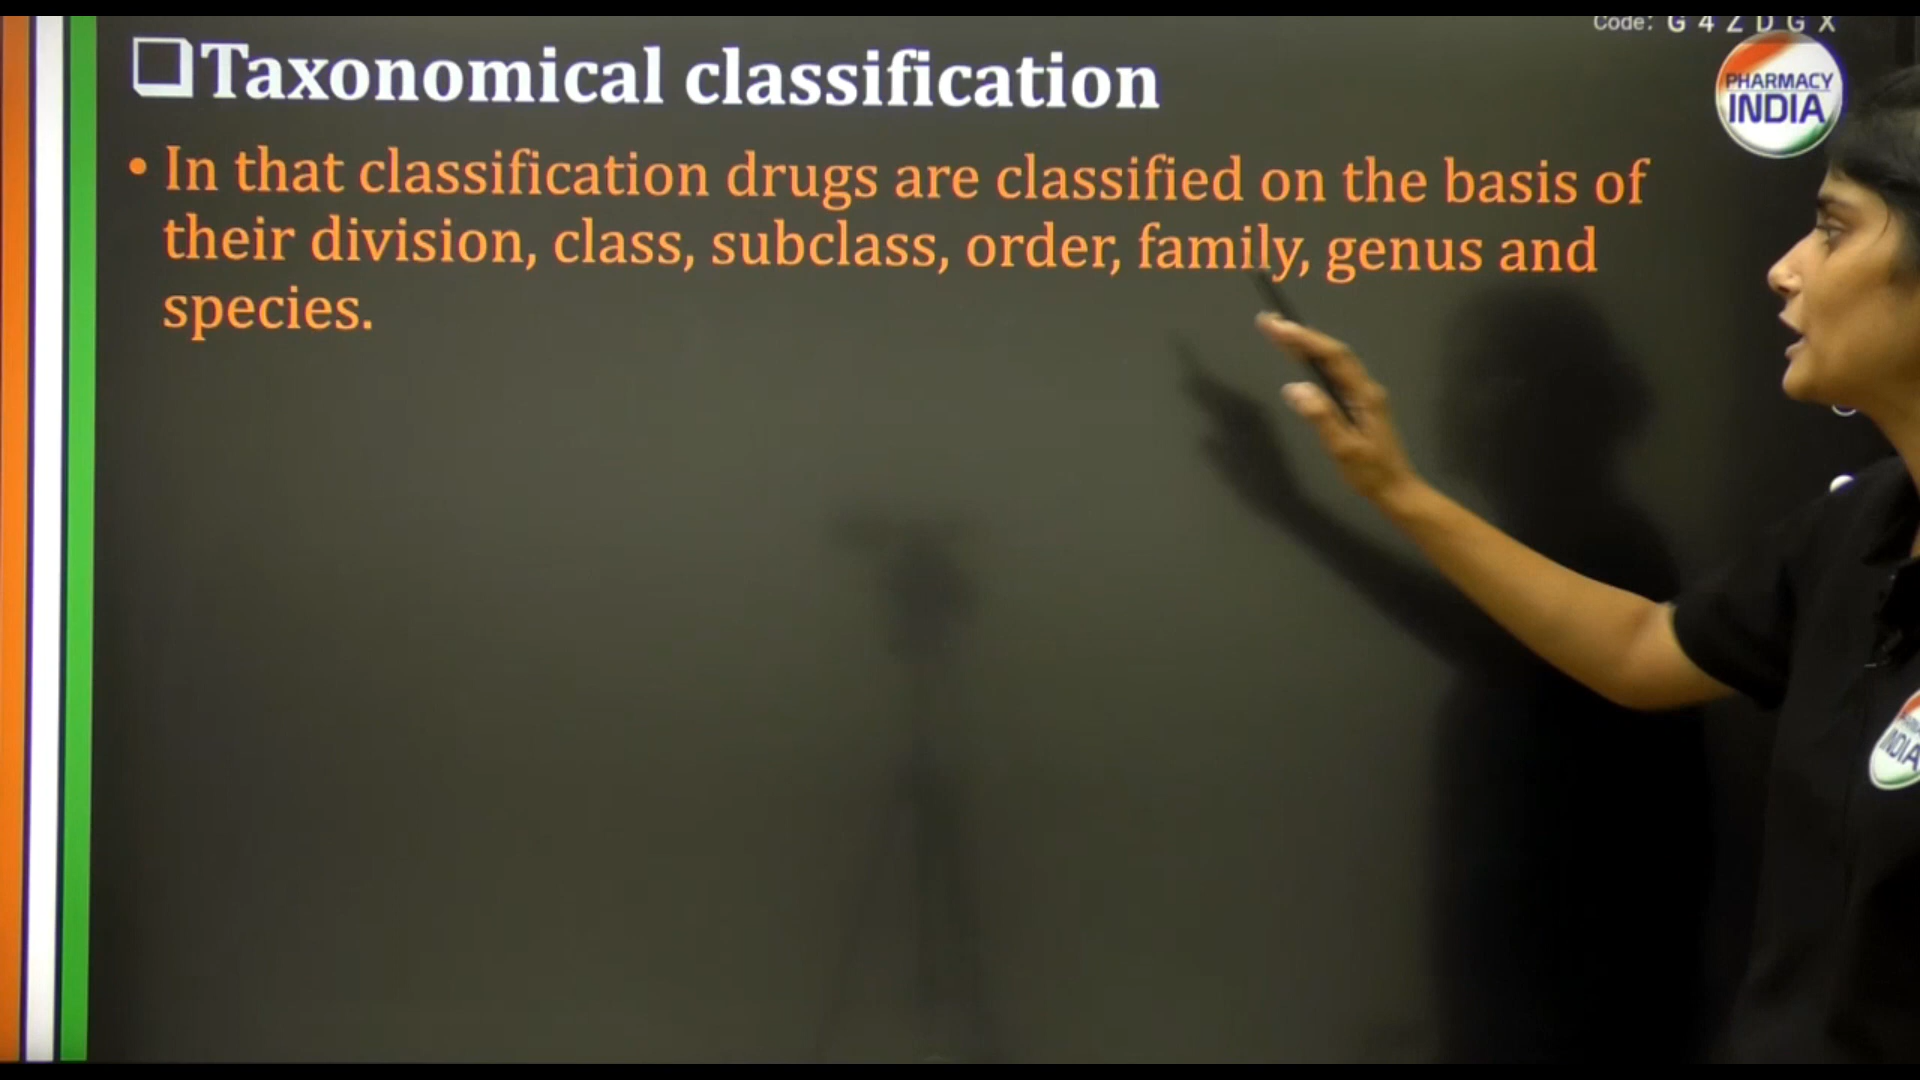 Code: G 4 Z D G X
Taxonomical classification
PHARMACY
INDIA
• In that classification drugs are classified on the basis of
their division, class, subclass, order, family, genus and
species.
INDIA